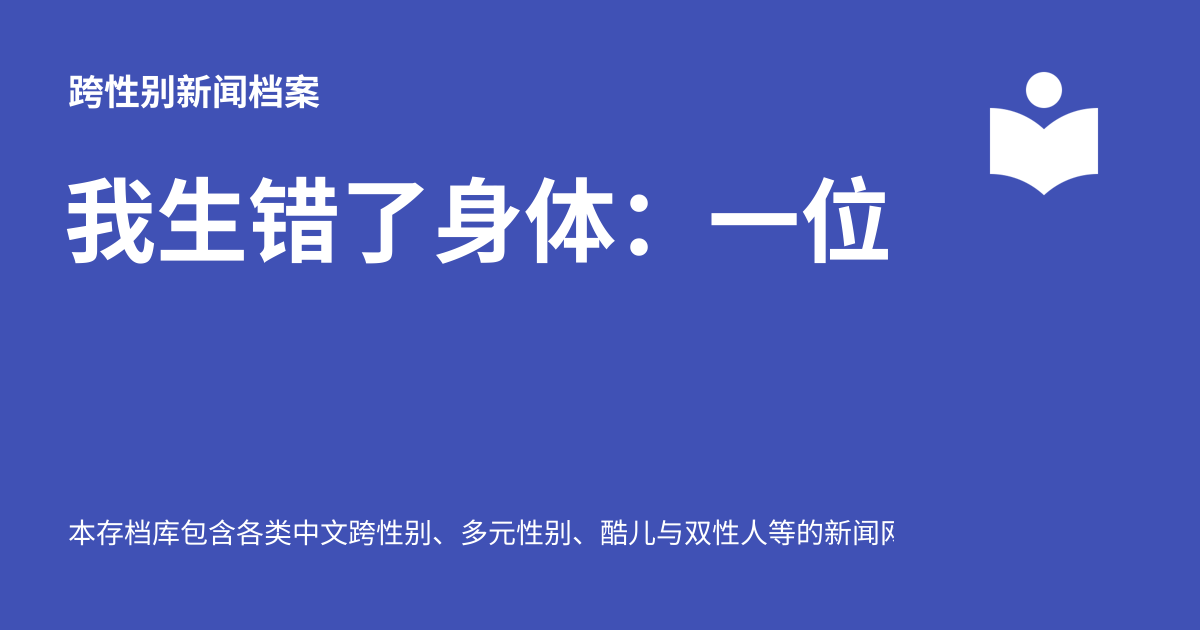 跨性别新闻档案
我生错了身体：一位
本存档库包含各类中文跨性别、多元性别、酷儿与双性人等的新闻